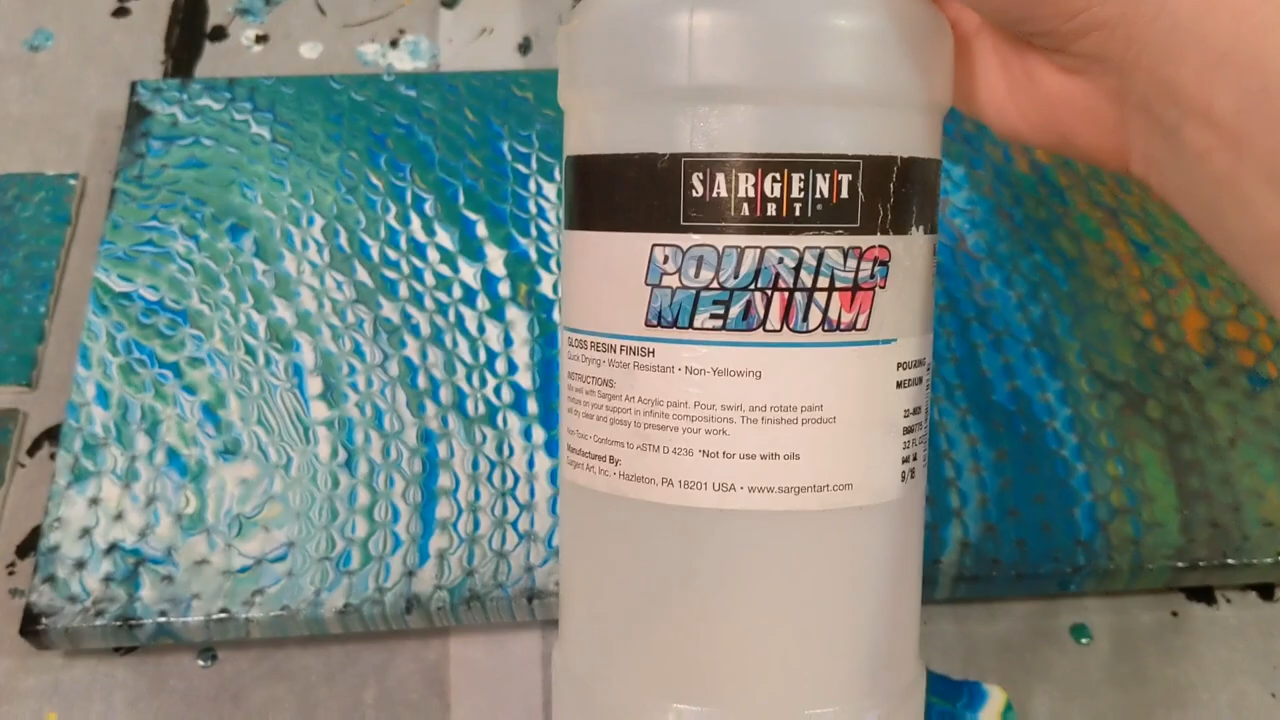 SARGENT
ART
POURING
MEDIUM
GLOSS RESIN FINISH
Quick Drying • Water Resistant • Non-Yellowing
INSTRUCTIONS:
Mix well with Sargent Art Acrylic paint. Pour, swirl, and rotate paint
mixture on your support in infinite compositions. The finished product
will dry clear and glossy to preserve your work.
Non-Toxic • Conforms to ASTM D 4236 *Not for use with oils
Manufactured By:
Sargent Art, Inc. • Hazleton, PA 18201 USA • www.sargentart.com
POURING
MEDIUM
32 FL
9/18